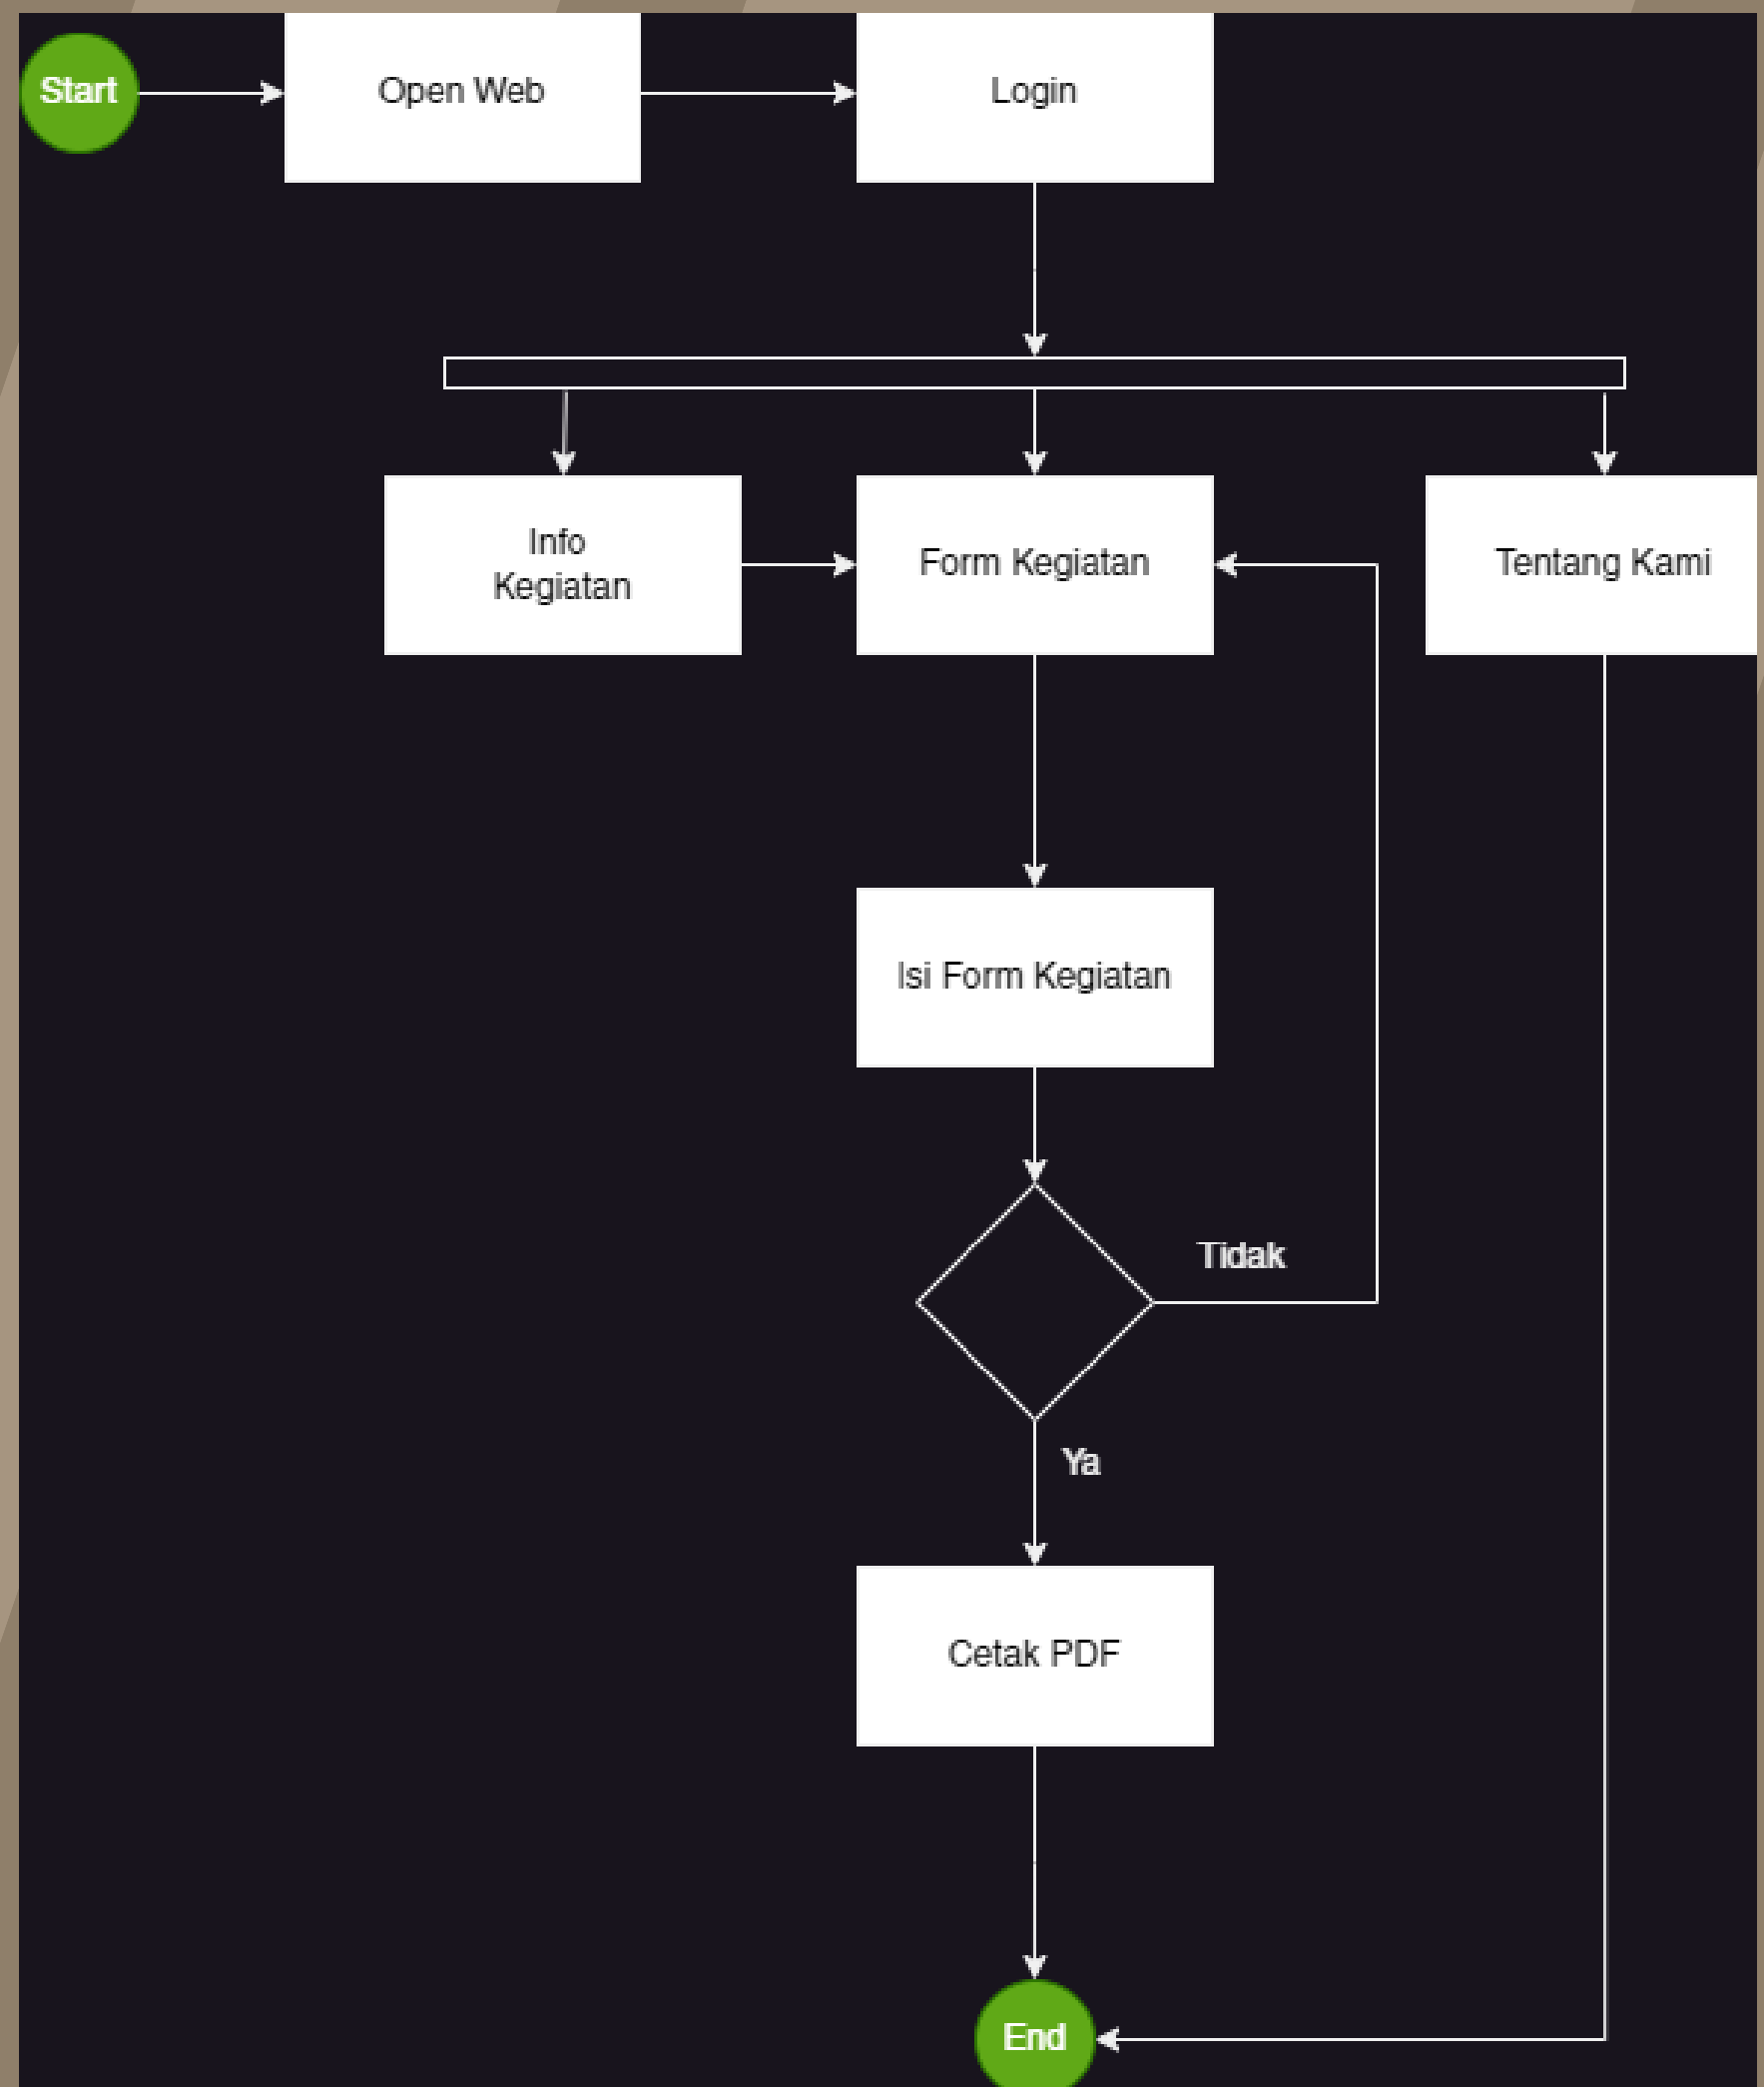 Start
Open Web
Login
Info
Kegiatan
Form Kegiatan
Tentang Kami
Isi Form Kegiatan
Tidak
Ya
Cetak PDF
End